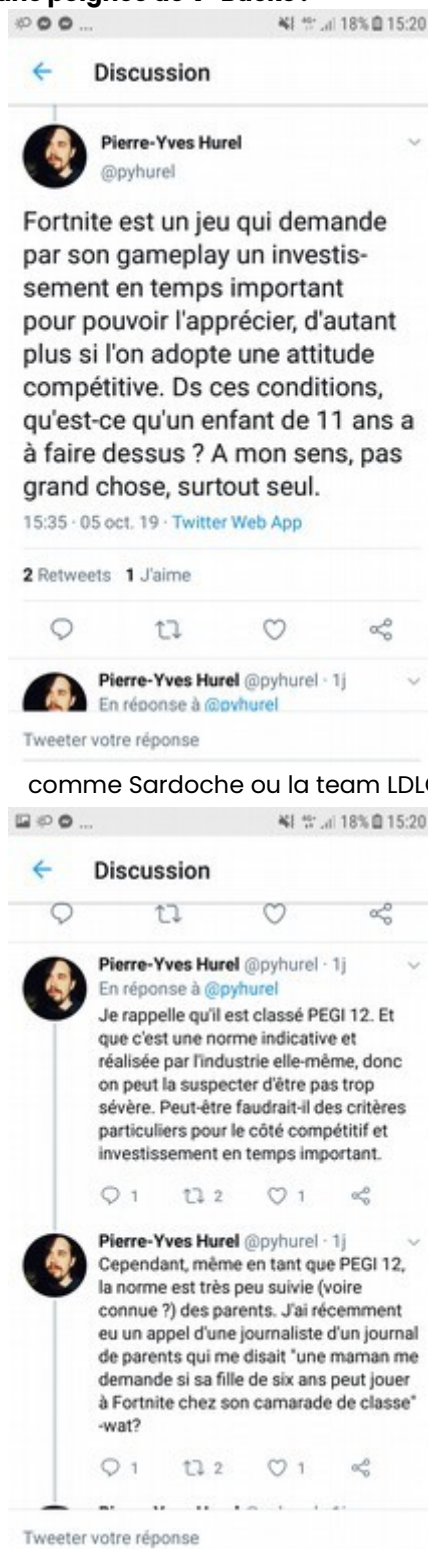 18% 15:20
Discussion
Pierre-Yves Hurel
@pyhurel
Fortnite est un jeu qui demande
par son gameplay un investis-
sement en temps important
pour pouvoir l'apprécier, d'autant
plus si l'on adopte une attitude
compétitive. Ds ces conditions,
qu'est-ce qu'un enfant de 11 ans a
à faire dessus ? A mon sens, pas
grand chose, surtout seul.
15:35 · 05 oct. 19 · Twitter Web App
2 Retweets 1 J'aime
Pierre-Yves Hurel @pyhurel · 1j
En réponse à @pyhurel
Tweeter votre réponse
comme Sardoche ou la team
... 18% 15:20
Discussion
Pierre-Yves Hurel @pyhurel · 1j
En réponse à @pyhurel
Je rappelle qu'il est classé PEGI 12. Et
que c'est une norme indicative et
réalisée par l'industrie elle-même, donc
on peut la suspecter d'être pas trop
sévère. Peut-être faudrait-il des critères
particuliers pour le côté compétitif et
investissement en temps important.
1 2 1
Pierre-Yves Hurel @pyhurel · 1j
Cependant, même en tant que PEGI 12,
la norme est très peu suivie (voire
connue ?) des parents. J'ai récemment
eu un appel d'une journaliste d'un journal
de parents qui me disait "une maman me
demande si sa fille de six ans peut jouer
à Fortnite chez son camarade de classe"
-wat?
1 2 1
Tweeter votre réponse